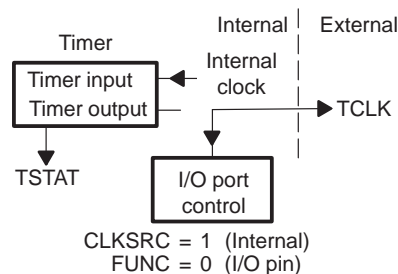 Internal
External
Timer
Timer input
Internal
clock
Timer output
TCLK
TSTAT
I/O port
control
CLKSRC = 1 (Internal)
FUNC = 0 (I/O pin)